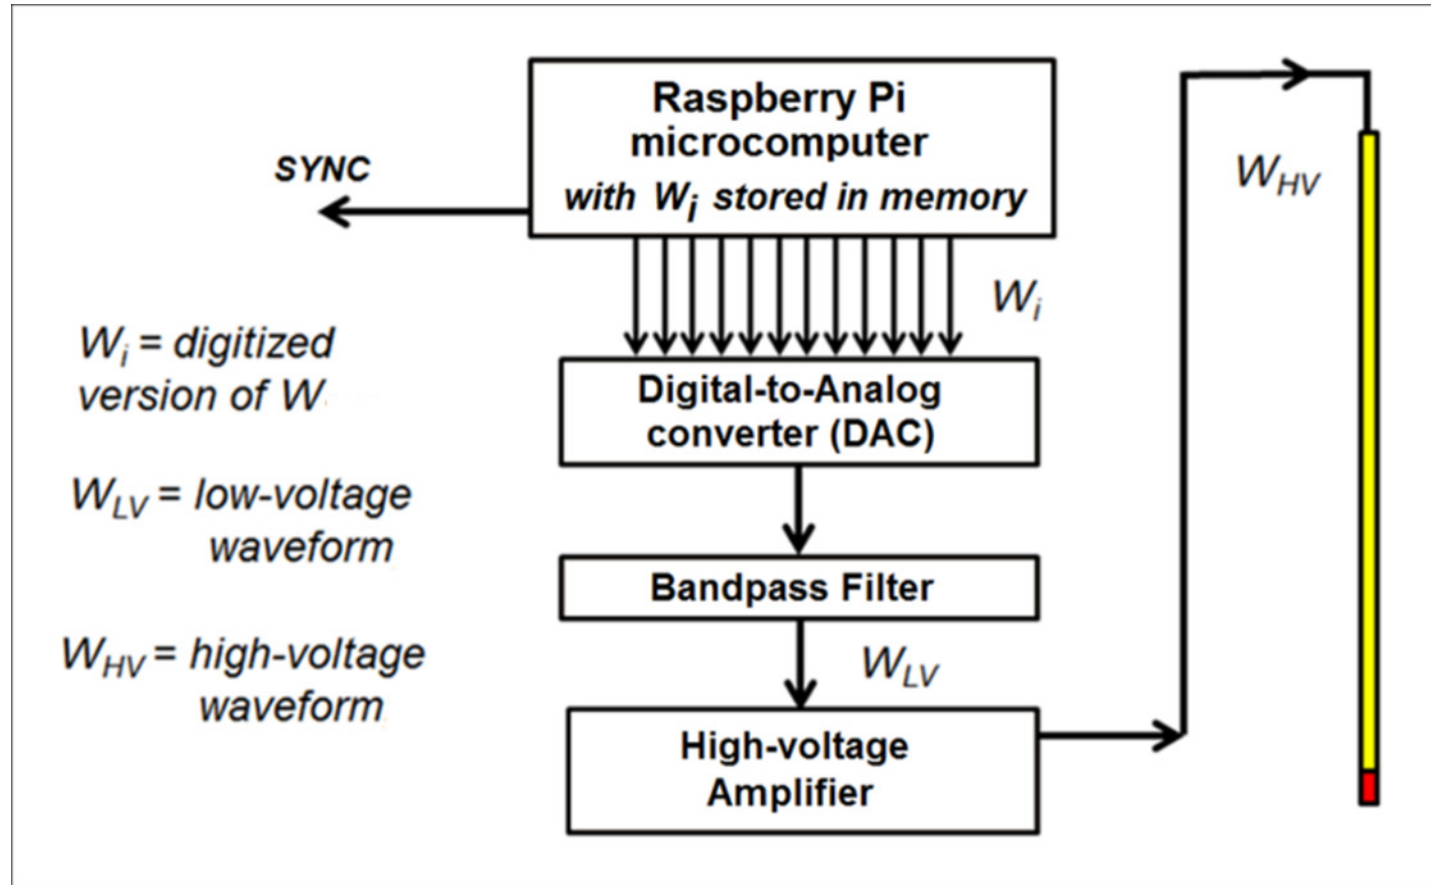 Raspberry Pi
microcomputer
with Wi stored in memory
SYNC
WHV
Wi
Wi = digitized
version of W
Digital-to-Analog
converter (DAC)
WLV = low-voltage
waveform
Bandpass Filter
WHV = high-voltage
waveform
WLV
High-voltage
Amplifier